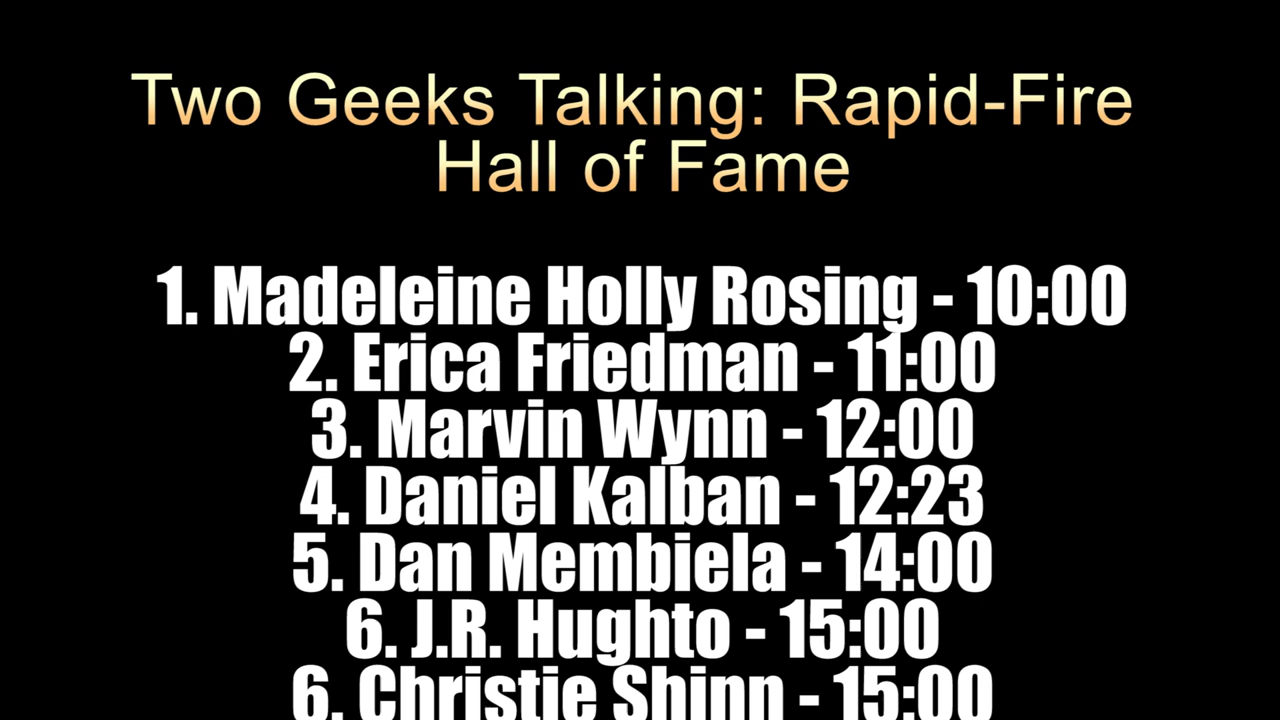 Two Geeks Talking: Rapid-Fire
Hall of Fame
1. Madeleine Holly Rosing - 10:00
2. Erica Friedman - 11:00
3. Marvin Wynn - 12:00
4. Daniel Kalban - 12:23
5. Dan Membiela - 14:00
6. J.R. Hughto - 15:00
6. Christie Shinn - 15:00